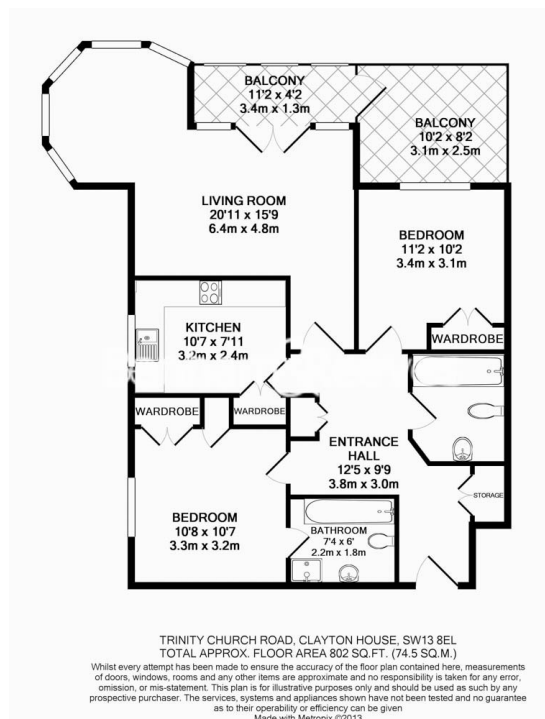 BALCONY
11'2 x 4'2
3.4m x 1.3m
BALCONY
10'2 x 8'2
3.1m x 2.5m
LIVING ROOM
20'11 x 15'9
6.4m x 4.8m
BEDROOM
11'2 x 10'2
3.4m x 3.1m
WARDROBE
KITCHEN
10'7 x 7'11
3.2m x 2.4m
WARDROBE
WARDROBE
ENTRANCE
HALL
12'5 x 9'9
3.8m x 3.0m
STORAGE
BEDROOM
10'8 x 10'7
3.3m x 3.2m
BATHROOM
7'4 x 6'
2.2m x 1.8m
TRINITY CHURCH ROAD, CLAYTON HOUSE, SW13 8EL
TOTAL APPROX. FLOOR AREA 802 SQ.FT. (74.5 SQ.M.)
Whilst every attempt has been made to ensure the accuracy of the floor plan contained here, measurements
of doors, windows, rooms and any other items are approximate and no responsibility is taken for any error,
omission, or mis-statement. This plan is for illustrative purposes only and should be used as such by any
prospective purchaser. The services, systems and appliances shown have not been tested and no guarantee
as to their operability or efficiency can be given
Made with Metropix ©2013